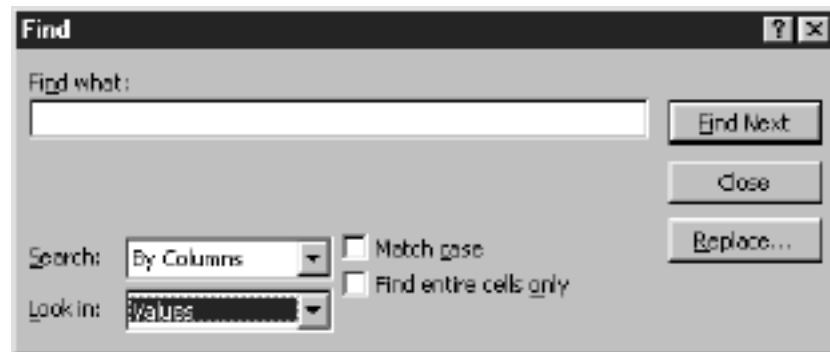 Find
Find what:
Find Next
Close
Replace...
Search: By Columns
Match case
Find entire cells only
Look in: Values